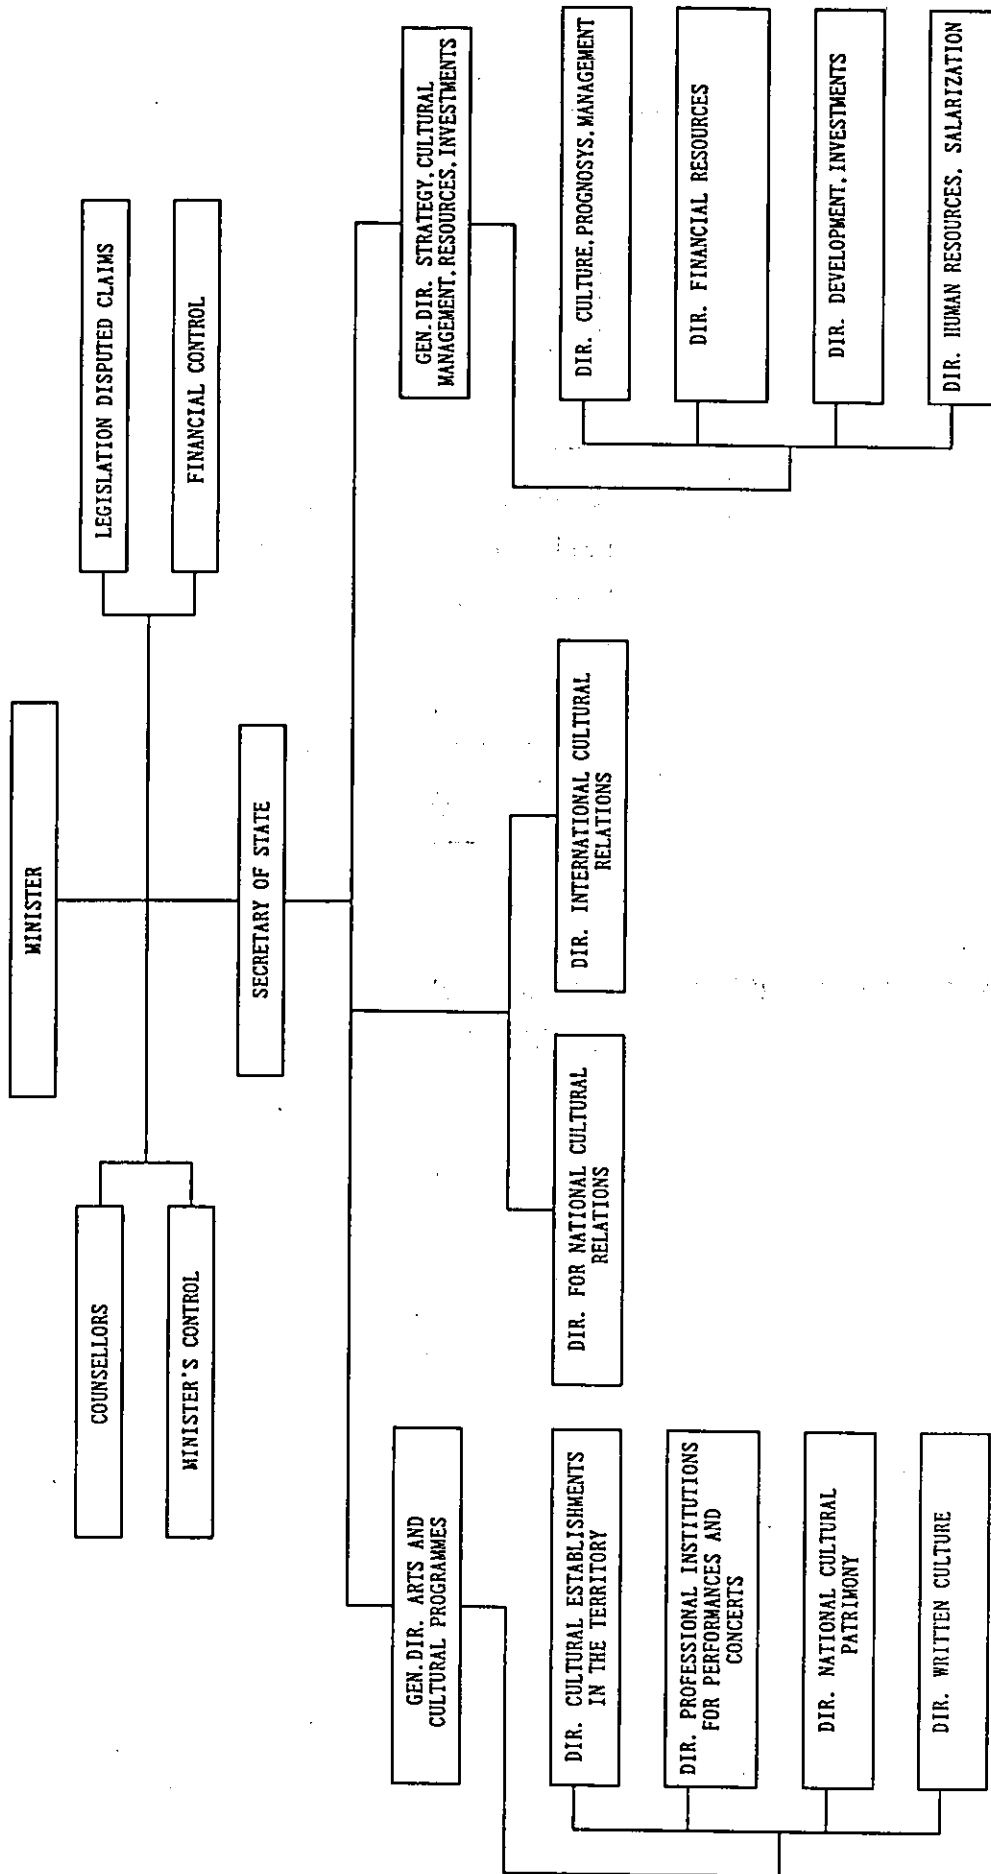 MINISTER
COUNSELLORS
MINISTER'S CONTROL
LEGISLATION DISPUTED CLAIMS
FINANCIAL CONTROL
SECRETARY OF STATE
GEN.DIR. ARTS AND
CULTURAL PROGRAMMES
GEN.DIR. STRATEGY, CULTURAL
MANAGEMENT, RESOURCES, INVESTMENTS
DIR. CULTURAL ESTABLISHMENTS
IN THE TERRITORY
DIR. PROFESSIONAL INSTITUTIONS
FOR PERFORMANCES AND
CONCERTS
DIR. NATIONAL CULTURAL
PATRIMONY
DIR. WRITTEN CULTURE
DIR. FOR NATIONAL CULTURAL
RELATIONS
DIR. INTERNATIONAL CULTURAL
RELATIONS
DIR. CULTURE, PROGNOSYS, MANAGEMENT
DIR. FINANCIAL RESOURCES
DIR. DEVELOPMENT, INVESTMENTS
DIR. HUMAN RESOURCES, SALARIZATION